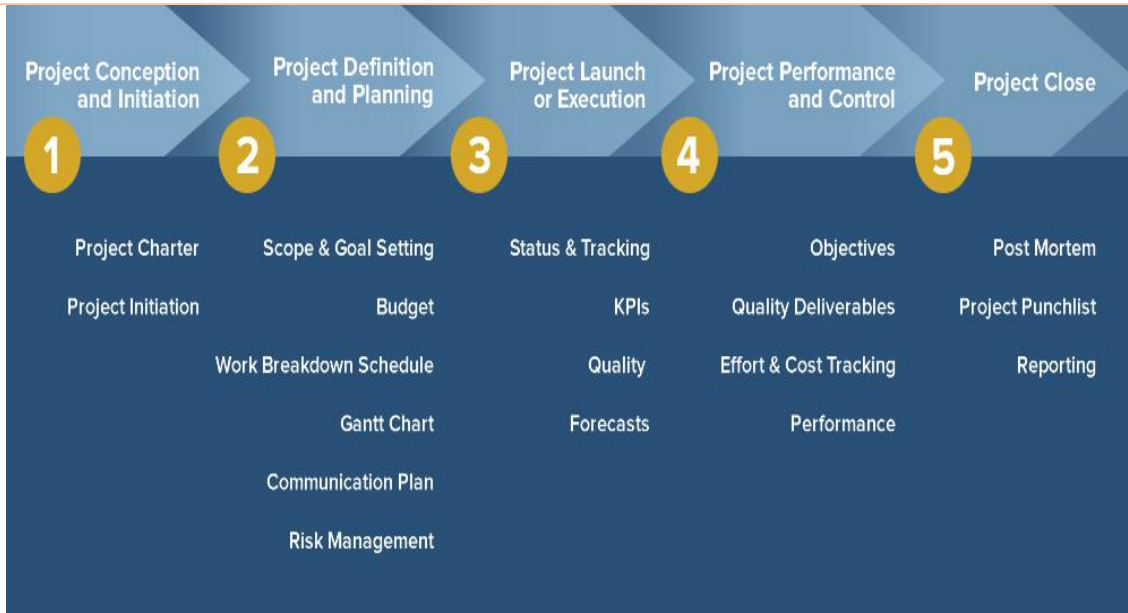 Project Conception
and Initiation
1
Project Charter
Project Initiation
Project Definition
and Planning
2
Scope & Goal Setting
Budget
Work Breakdown Schedule
Gantt Chart
Communication Plan
Risk Management
Project Launch
or Execution
3
Status & Tracking
KPIs
Quality
Forecasts
Project Performance
and Control
4
Objectives
Quality Deliverables
Effort & Cost Tracking
Performance
Project Close
5
Post Mortem
Project Punchlist
Reporting